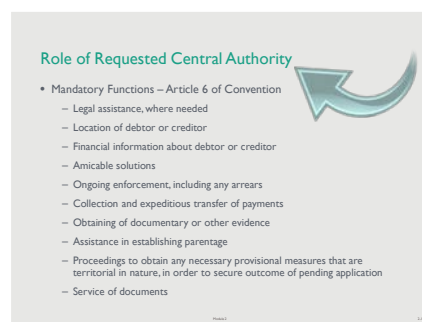 Role of Requested Central Authority
• Mandatory Functions – Article 6 of Convention
– Legal assistance, where needed
– Location of debtor or creditor
– Financial information about debtor or creditor
– Amicable solutions
– Ongoing enforcement, including any arrears
– Collection and expeditious transfer of payments
– Obtaining of documentary or other evidence
– Assistance in establishing parentage
– Proceedings to obtain any necessary provisional measures that are
territorial in nature, in order to secure outcome of pending application
– Service of documents